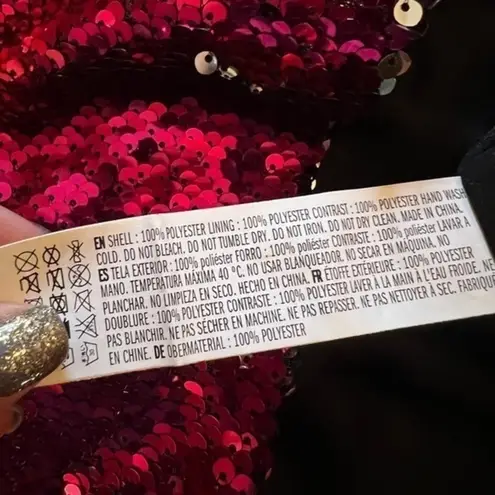 EN SHELL : 100% POLYESTER LINING : 100% POLYESTER CONTRAST : 100% POLYESTER HAND WASH
COLD. DO NOT BLEACH. DO NOT TUMBLE DRY. DO NOT IRON. DO NOT DRY CLEAN. MADE IN CHINA.
ES TELA EXTERIOR : 100% poliéster FORRO : 100% poliéster CONTRASTE : 100% poliéster LAVAR A
MANO. TEMPERATURA MÁXIMA 40 °C. NO USAR BLANQUEADOR. NO SECAR EN MAQUINA. NO
PLANCHAR. NO LIMPIEZA EN SECO. HECHO EN CHINA. FR ÉTOFFE EXTÉRIEURE : 100% POLYESTER
DOUBLURE : 100% POLYESTER CONTRASTE : 100% POLYESTER LAVER À LA MAIN À L'EAU FROIDE. NE
PAS BLANCHIR. NE PAS SÉCHER EN MACHINE. NE PAS REPASSER. NE PAS NETTOYER À SEC. FABRIQUÉ
EN CHINE. DE OBERMATERIAL : 100% POLYESTER